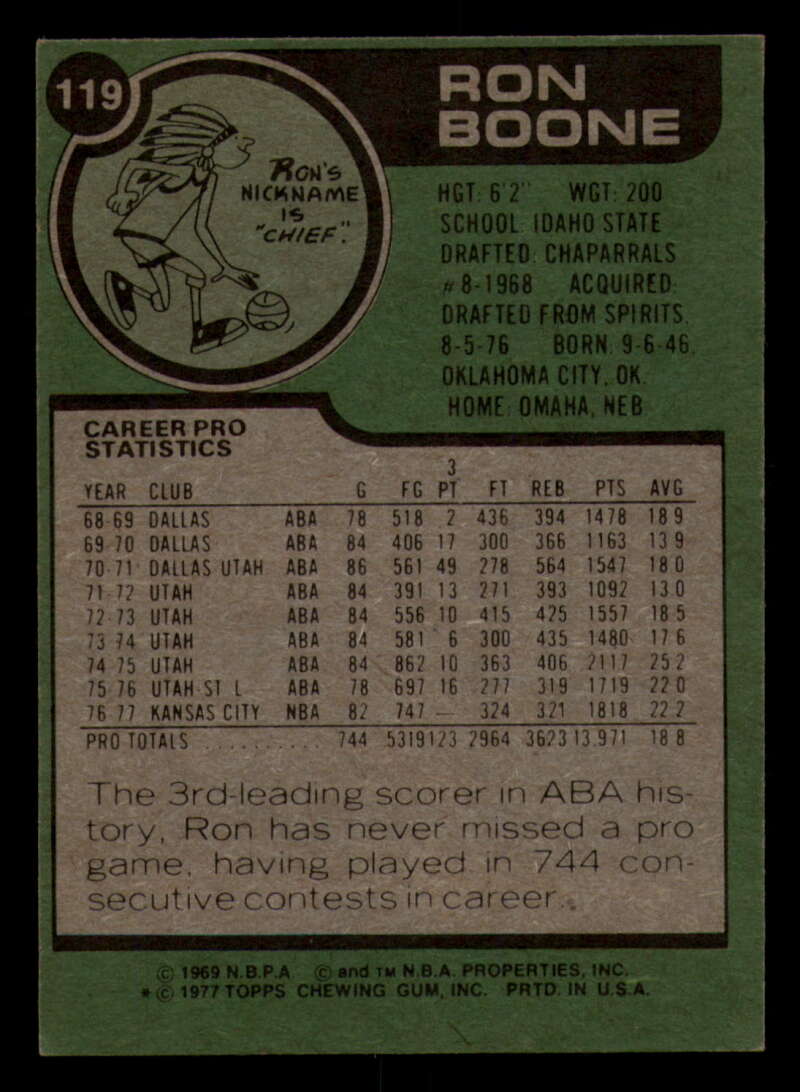 119
RON
BOONE
RON'S
NICKNAME
IS
"CHIEF".
HGT: 6'2" WGT: 200
SCHOOL: IDAHO STATE
DRAFTED: CHAPARRALS
#8-1968 ACQUIRED:
DRAFTED FROM SPIRITS,
8-5-76 BORN: 9-6-46,
OKLAHOMA CITY, OK.
HOME: OMAHA, NEB
CAREER PRO
STATISTICS
YEAR CLUB G FG 3 PT FT REB PTS AVG
68-69 DALLAS ABA 78 518 2 436 394 1478 18.9
69-70 DALLAS ABA 84 406 17 300 366 1163 13.9
70-71 DALLAS UTAH ABA 86 561 49 278 564 1547 18.0
71-72 UTAH ABA 84 391 13 271 393 1092 13.0
72-73 UTAH ABA 84 556 10 415 425 1557 18.5
73-74 UTAH ABA 84 581 6 300 435 1480 17.6
74-75 UTAH ABA 84 862 10 363 406 2117 25.2
75-76 UTAH-ST L ABA 78 697 16 277 319 1719 22.0
76-77 KANSAS CITY NBA 82 747 — 324 321 1818 22.2
PRO TOTALS .......... 744 5319 123 2964 3623 13,971 18.8
The 3rd-leading scorer in ABA his-
tory, Ron has never missed a pro
game, having played in 744 con-
secutive contests in career.
© 1969 N.B.P.A © and TM N.B.A. PROPERTIES, INC.
* © 1977 TOPPS CHEWING GUM, INC. PRTD. IN U.S.A.